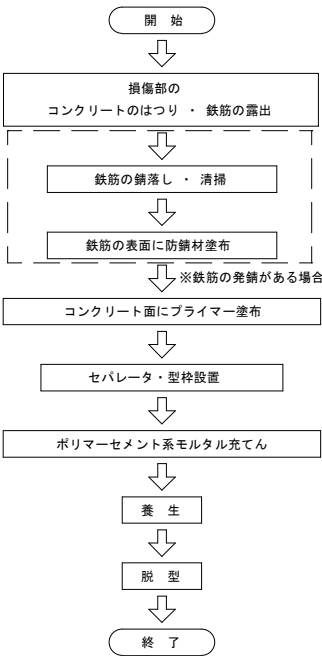 開 始
損傷部の
コンクリートのはつり ・ 鉄筋の露出
鉄筋の錆落し ・ 清掃
鉄筋の表面に防錆材塗布
※鉄筋の発錆がある場合
コンクリート面にプライマー塗布
セパレータ・型枠設置
ポリマーセメント系モルタル充てん
養 生
脱 型
終 了